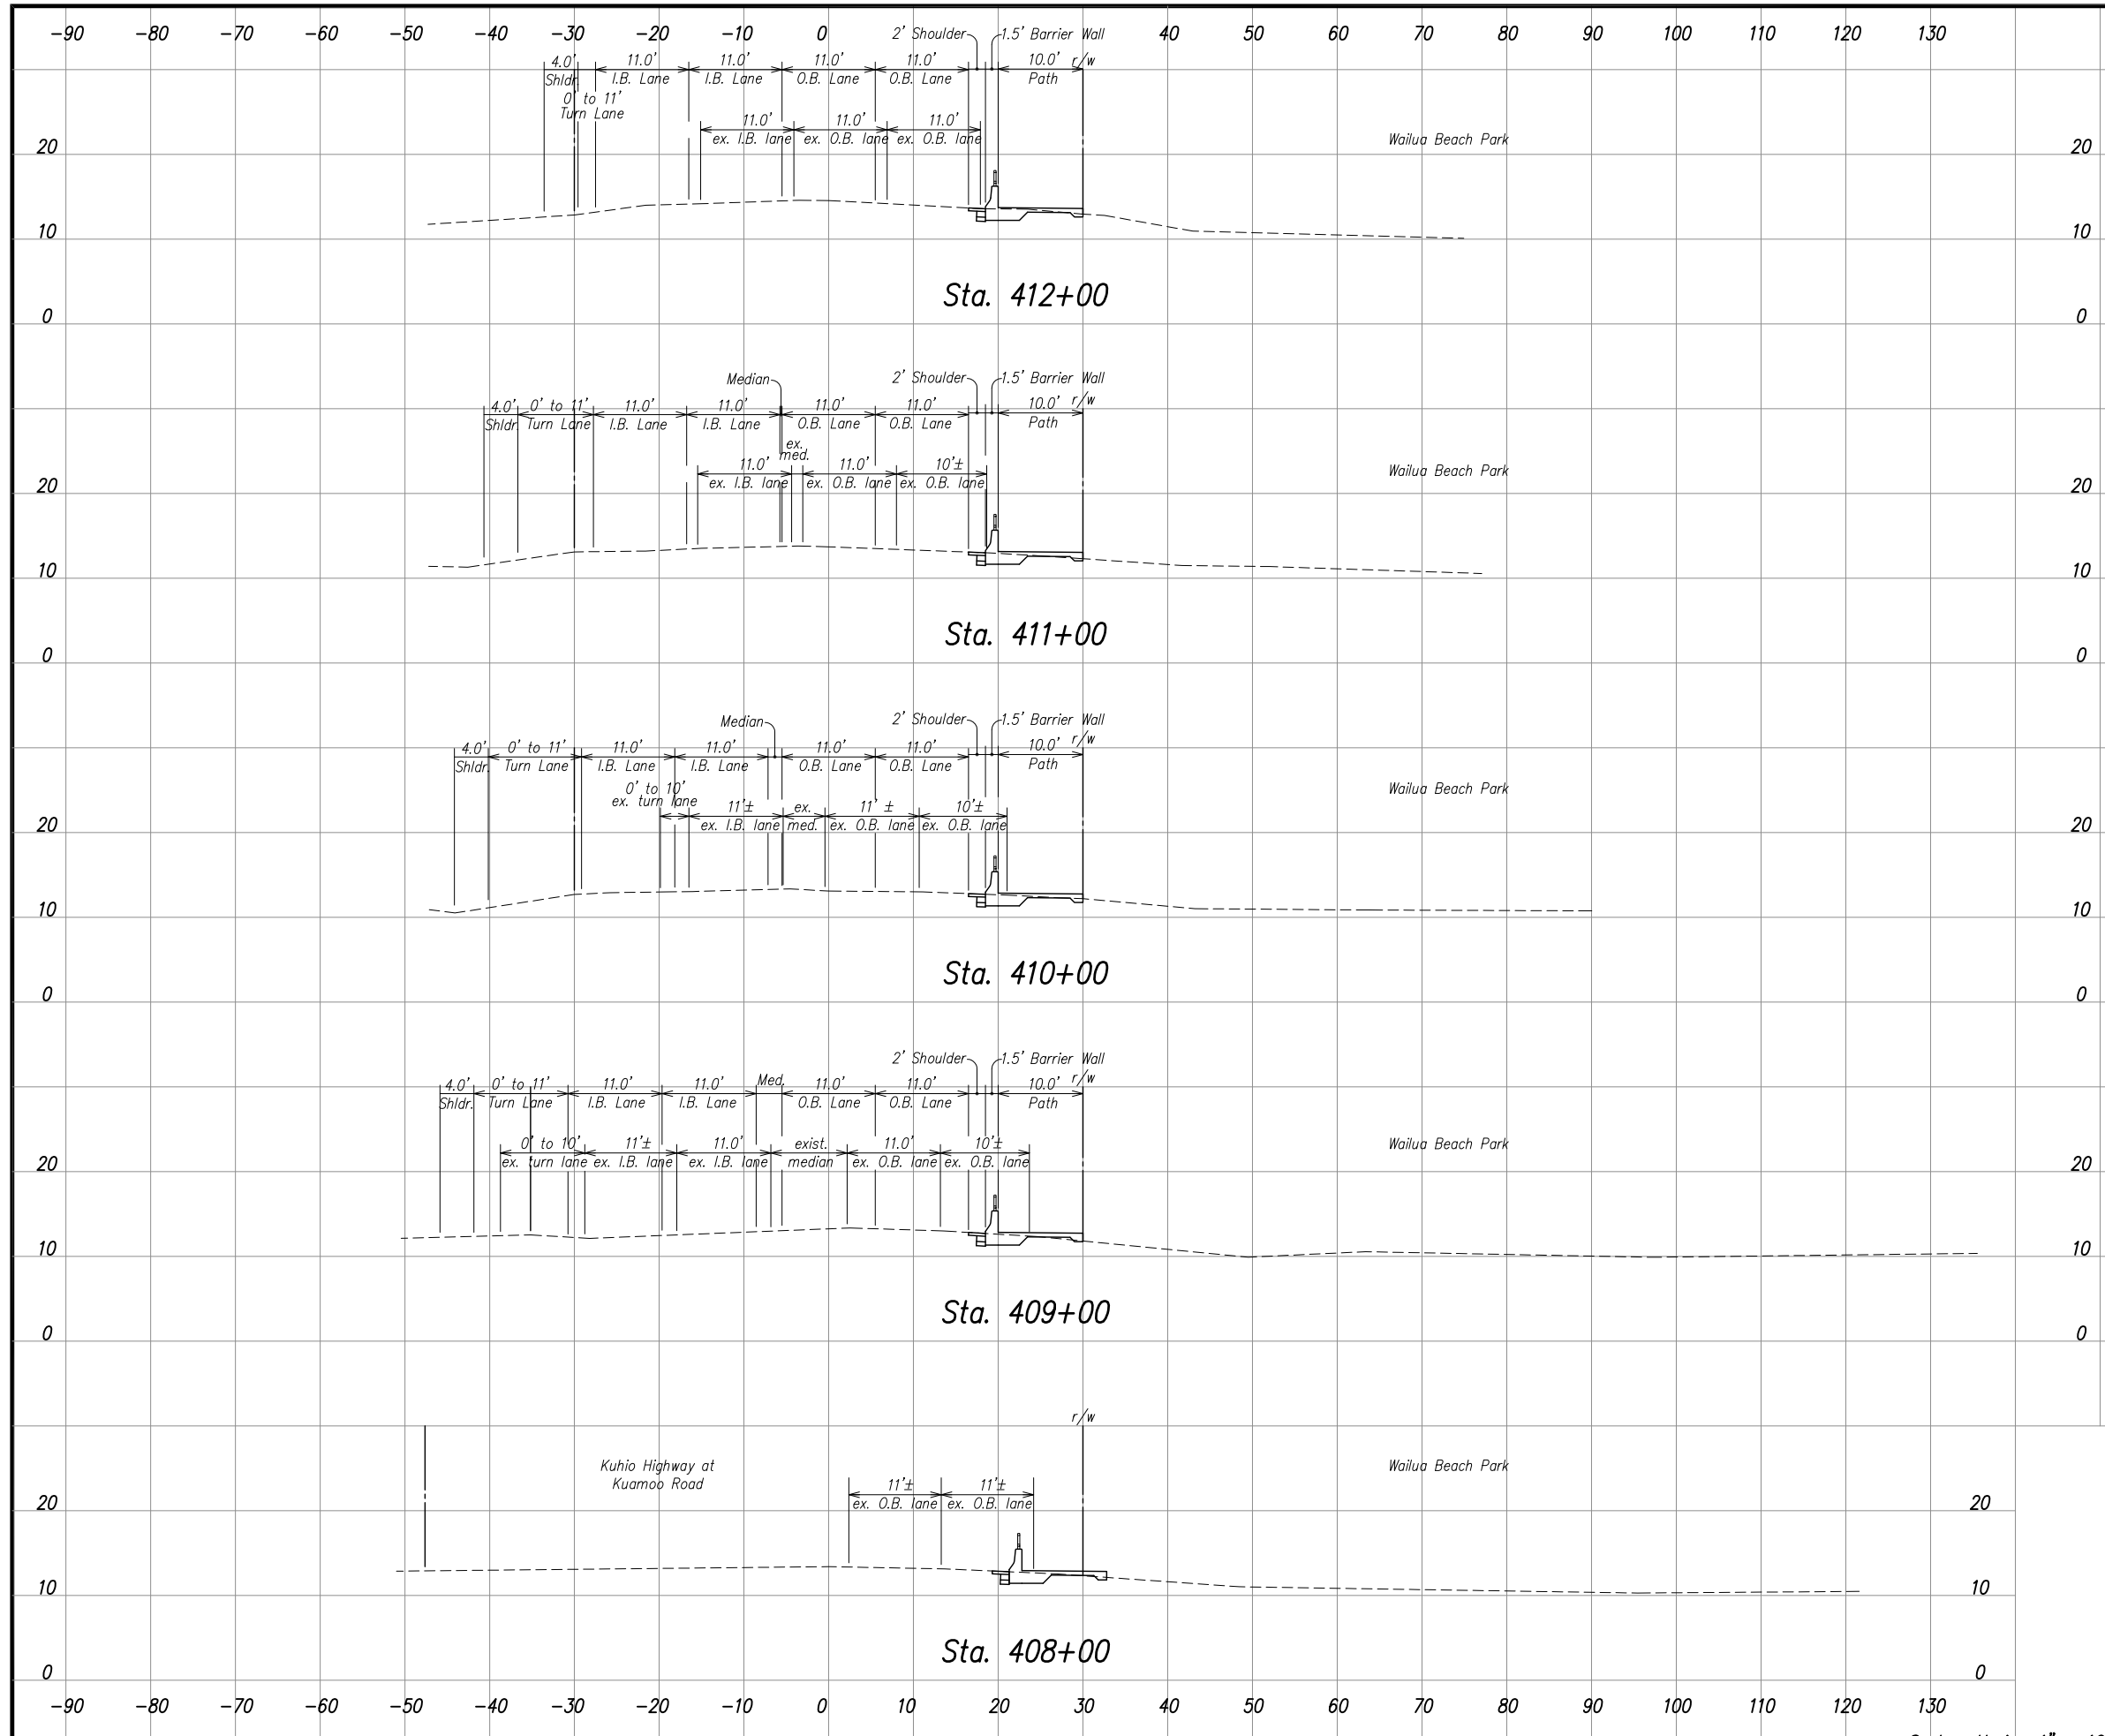 -90 -80 -70 -60 -50 -40 -30 -20 -10 0 2' Shoulder 1.5' Barrier Wall 40 50 60 70 80 90 100 110 120 130
4.0' 11.0' 11.0' 11.0' 11.0' 10.0' r/w
Shldr. I.B. Lane I.B. Lane O.B. Lane O.B. Lane Path
0' to 11'
Turn Lane
11.0' 11.0' 11.0'
ex. I.B. lane ex. O.B. lane ex. O.B. lane Wailua Beach Park
20 20
10 10
Sta. 412+00
0 0
Median 2' Shoulder 1.5' Barrier Wall
4.0' 0' to 11' 11.0' 11.0' 11.0' 11.0' 10.0' r/w
Shldr. Turn Lane I.B. Lane I.B. Lane O.B. Lane O.B. Lane Path
ex.
med.
11.0' 11.0' 10'±
ex. I.B. lane ex. O.B. lane ex. O.B. lane Wailua Beach Park
20 20
10 10
Sta. 411+00
0 0
Median 2' Shoulder 1.5' Barrier Wall
4.0' 0' to 11' 11.0' 11.0' 11.0' 11.0' 10.0' r/w
Shldr. Turn Lane I.B. Lane I.B. Lane O.B. Lane O.B. Lane Path
0' to 10'
ex. turn lane Wailua Beach Park
11'± ex. 11' ± 10'±
ex. I.B. lane med. ex. O.B. lane ex. O.B. lane
20 20
10 10
Sta. 410+00
0 0
2' Shoulder 1.5' Barrier Wall
4.0' 0' to 11' 11.0' 11.0' Med. 11.0' 11.0' 10.0' r/w
Shldr. Turn Lane I.B. Lane I.B. Lane O.B. Lane O.B. Lane Path
0' to 10' 11'± 11.0' exist. 11.0' 10'± Wailua Beach Park
ex. turn lane ex. I.B. lane ex. I.B. lane median ex. O.B. lane ex. O.B. lane
20 20
10 10
Sta. 409+00
0 0
r/w
Kuhio Highway at Wailua Beach Park
Kuamoo Road
11'± 11'±
ex. O.B. lane ex. O.B. lane
20 20
10 10
Sta. 408+00
0 0
-90 -80 -70 -60 -50 -40 -30 -20 -10 0 10 20 30 40 50 60 70 80 90 100 110 120 130